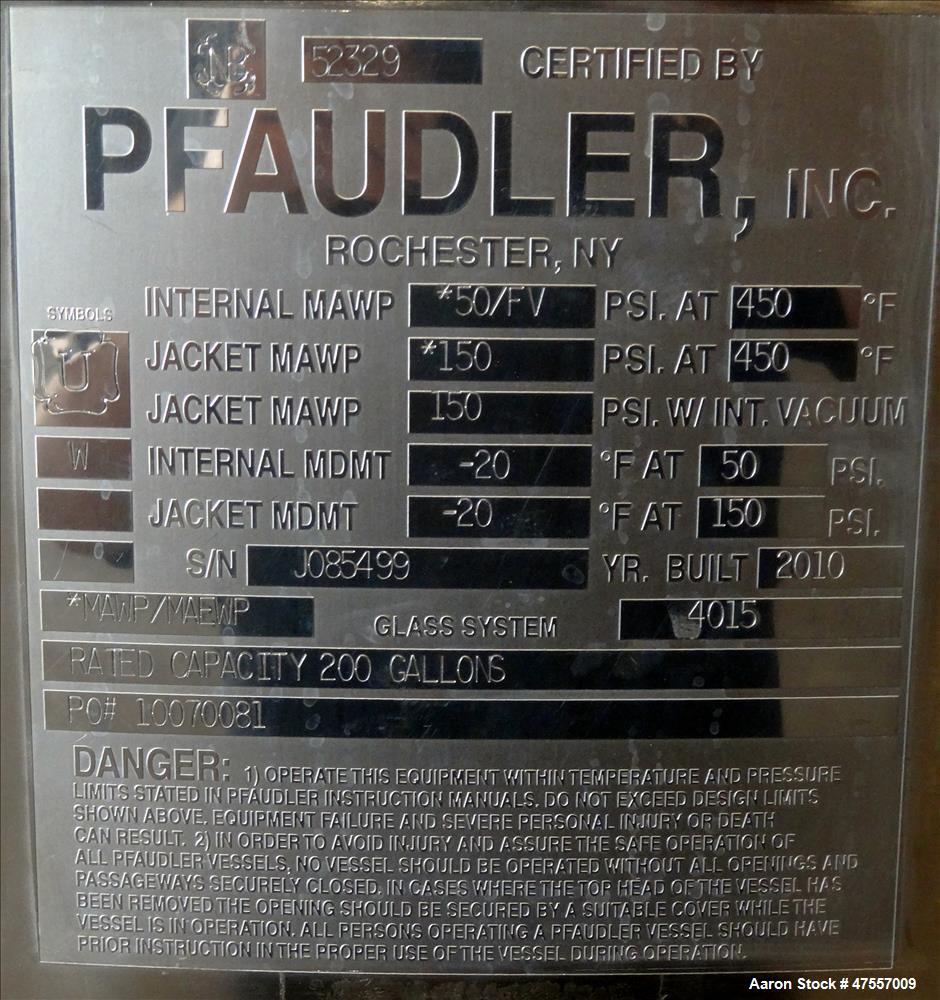 NB 52329 CERTIFIED BY
PFAUDLER, INC.
ROCHESTER, NY
INTERNAL MAWP *50/FV PSI. AT 450 °F
SYMBOLS
U
JACKET MAWP *150 PSI. AT 450 °F
JACKET MAWP 150 PSI. W/ INT. VACUUM
W INTERNAL MDMT -20 °F AT 50 PSI.
JACKET MDMT -20 °F AT 150 PSI.
S/N J085499 YR. BUILT 2010
*MAWP/MAEWP GLASS SYSTEM 4015
RATED CAPACITY 200 GALLONS
PO# 10070081
DANGER: 1) OPERATE THIS EQUIPMENT WITHIN TEMPERATURE AND PRESSURE
LIMITS STATED IN PFAUDLER INSTRUCTION MANUALS. DO NOT EXCEED DESIGN LIMITS
SHOWN ABOVE. EQUIPMENT FAILURE AND SEVERE PERSONAL INJURY OR DEATH
CAN RESULT. 2) IN ORDER TO AVOID INJURY AND ASSURE THE SAFE OPERATION OF
ALL PFAUDLER VESSELS, NO VESSEL SHOULD BE OPERATED WITHOUT ALL OPENINGS AND
PASSAGEWAYS SECURELY CLOSED. IN CASES WHERE THE TOP HEAD OF THE VESSEL HAS
BEEN REMOVED THE OPENING SHOULD BE SECURED BY A SUITABLE COVER WHILE THE
VESSEL IS IN OPERATION. ALL PERSONS OPERATING A PFAUDLER VESSEL SHOULD HAVE
PRIOR INSTRUCTION IN THE PROPER USE OF THE VESSEL DURING OPERATION.
Aaron Stock # 47557009